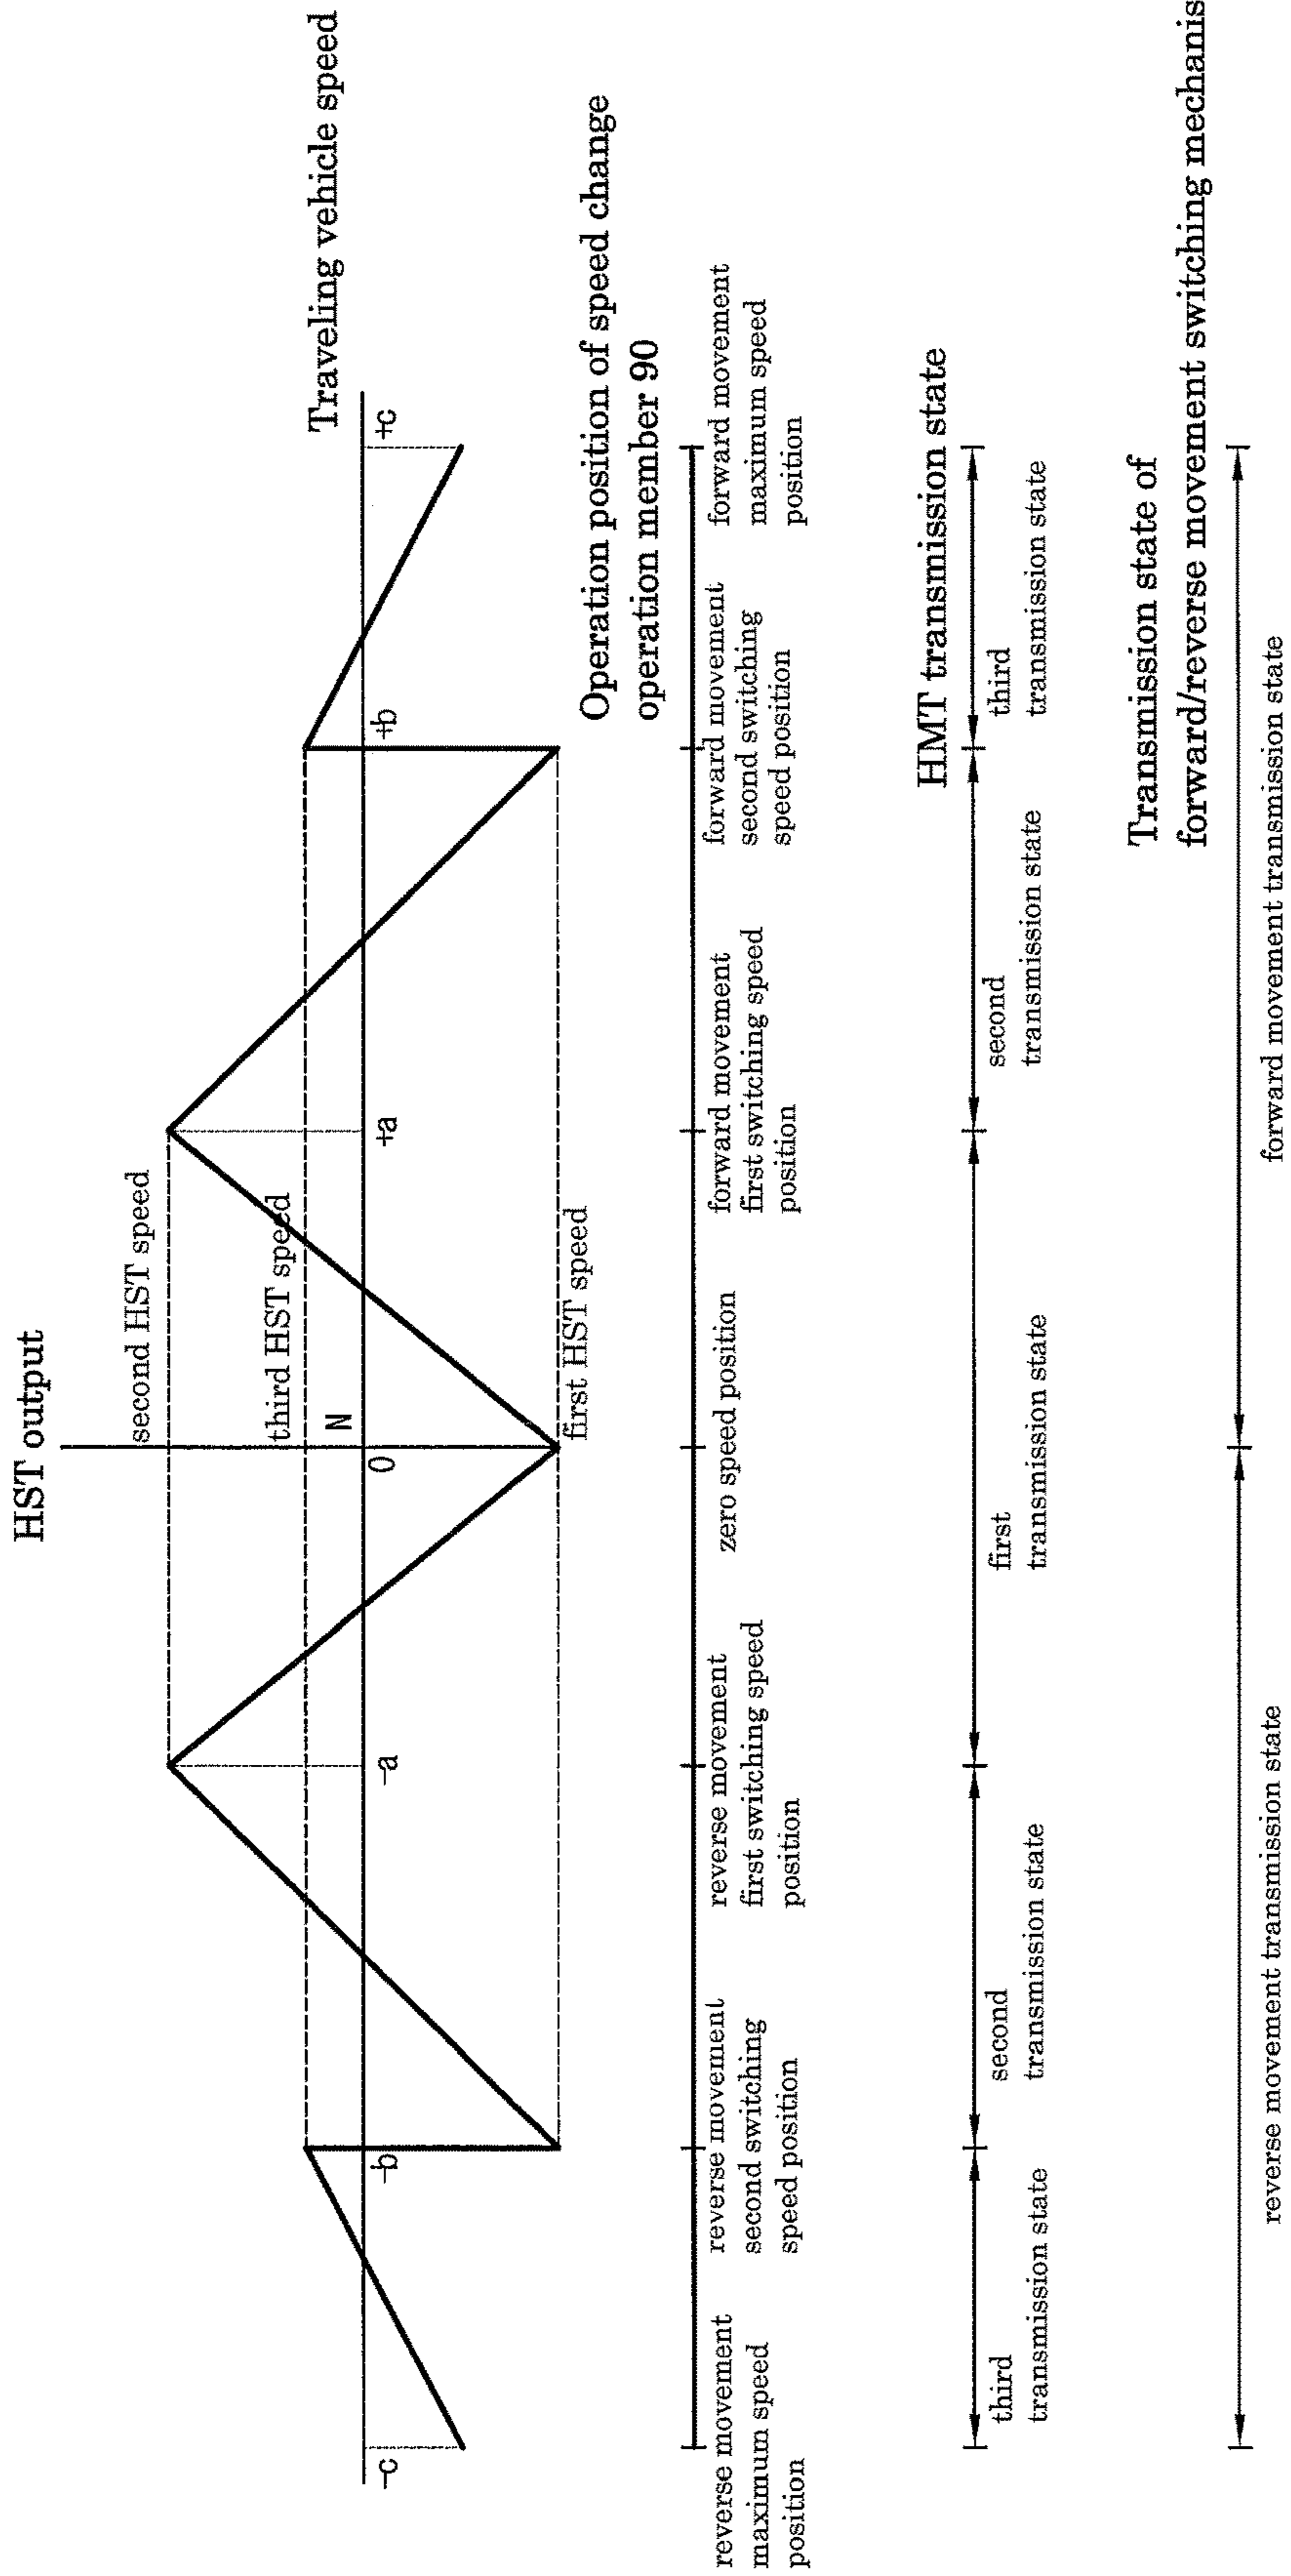 HST output
second HST speed
third HST speed
N
Traveling vehicle speed
-c
-b
-a
0
+a
+b
+c
first HST speed
Operation position of speed change
operation member 90
reverse movement
maximum speed
position
reverse movement
second switching
speed position
reverse movement
first switching speed
position
zero speed position
forward movement
first switching speed
position
forward movement
second switching
speed position
forward movement
maximum speed
position
HMT transmission state
third
transmission state
second
transmission state
first
transmission state
second
transmission state
third
transmission state
Transmission state of
forward/reverse movement switching mechanis
reverse movement transmission state
forward movement transmission state